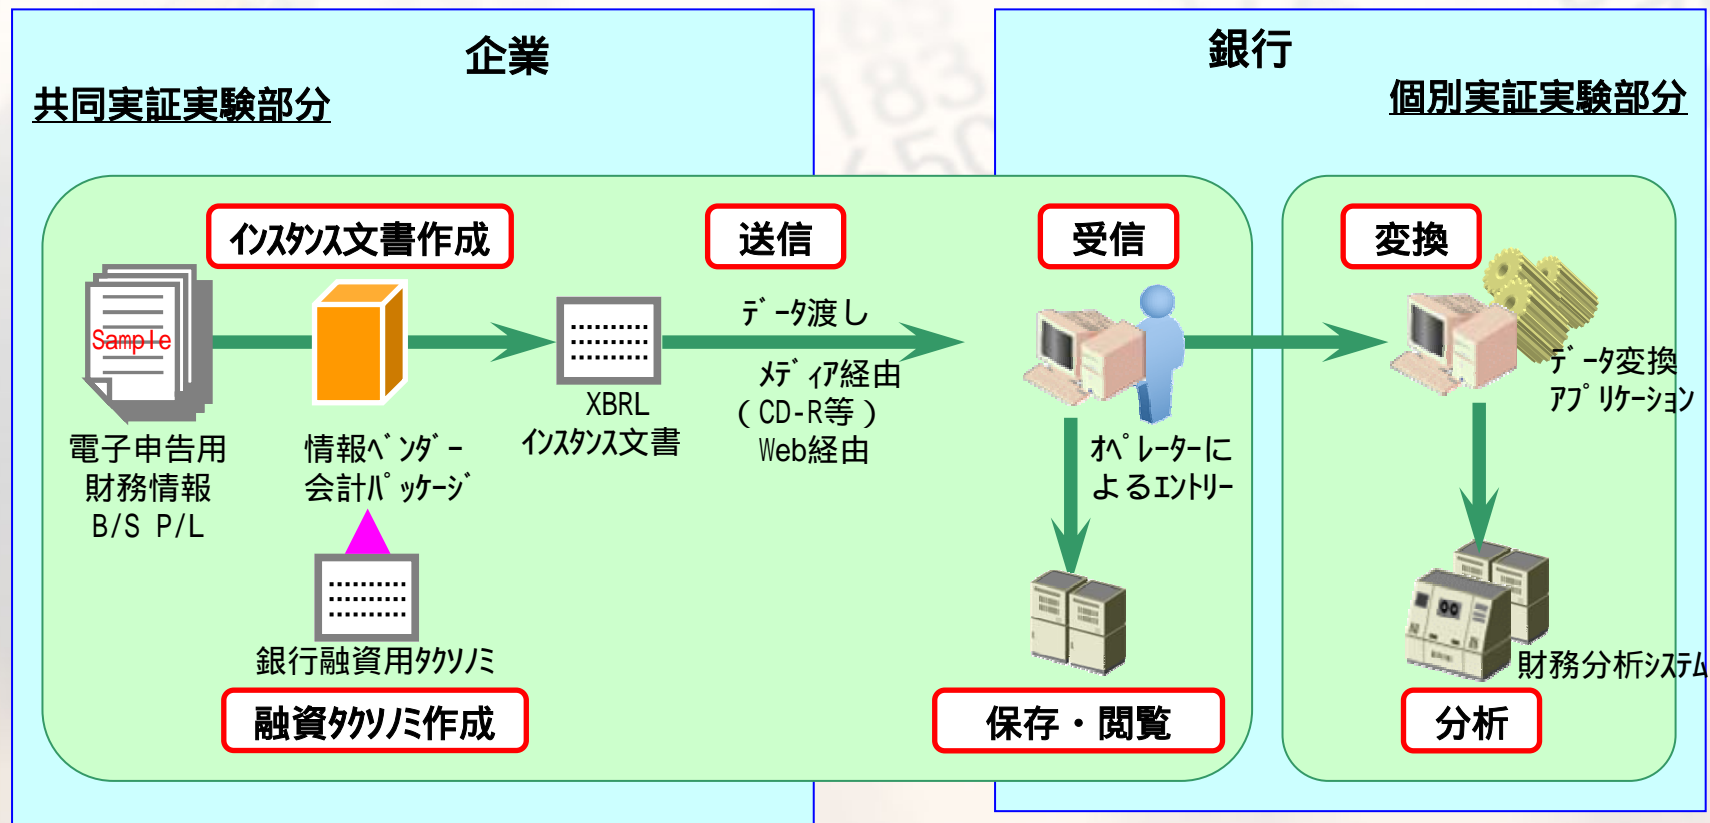 企業
銀行
共同実証実験部分
個別実証実験部分
ｲﾝｽﾀﾝｽ文書作成
送信
受信
変換
Sample
電子申告用
財務情報
B/S P/L
情報ﾍﾞﾝﾀﾞｰ
会計ﾊﾟｯｹｰｼﾞ
XBRL
ｲﾝｽﾀﾝｽ文書
ﾃﾞｰﾀ渡し
ﾒﾃﾞｨｱ経由
（CD-R等）
Web経由
ｵﾍﾟﾚｰﾀｰに
よるｴﾝﾄﾘｰ
ﾃﾞｰﾀ変換
ｱﾌﾟﾘｹｰｼｮﾝ
銀行融資用ﾀｸｿﾉﾐ
財務分析ｼｽﾃﾑ
融資ﾀｸｿﾉﾐ作成
保存・閲覧
分析